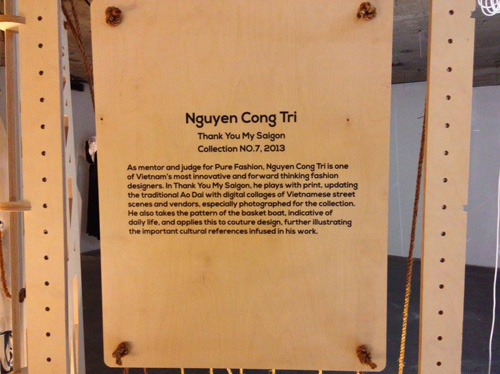 Nguyen Cong Tri
Thank You My Saigon
Collection NO.7, 2013
As mentor and judge for Pure Fashion, Nguyen Cong Tri is one
of Vietnam's most innovative and forward thinking fashion
designers. In Thank You My Saigon, he plays with print, updating
the traditional Ao Dai with digital collages of Vietnamese street
scenes and vendors, especially photographed for the collection.
He also takes the pattern of the basket boat, indicative of
daily life, and applies this to couture design, further illustrating
the important cultural references infused in his work.